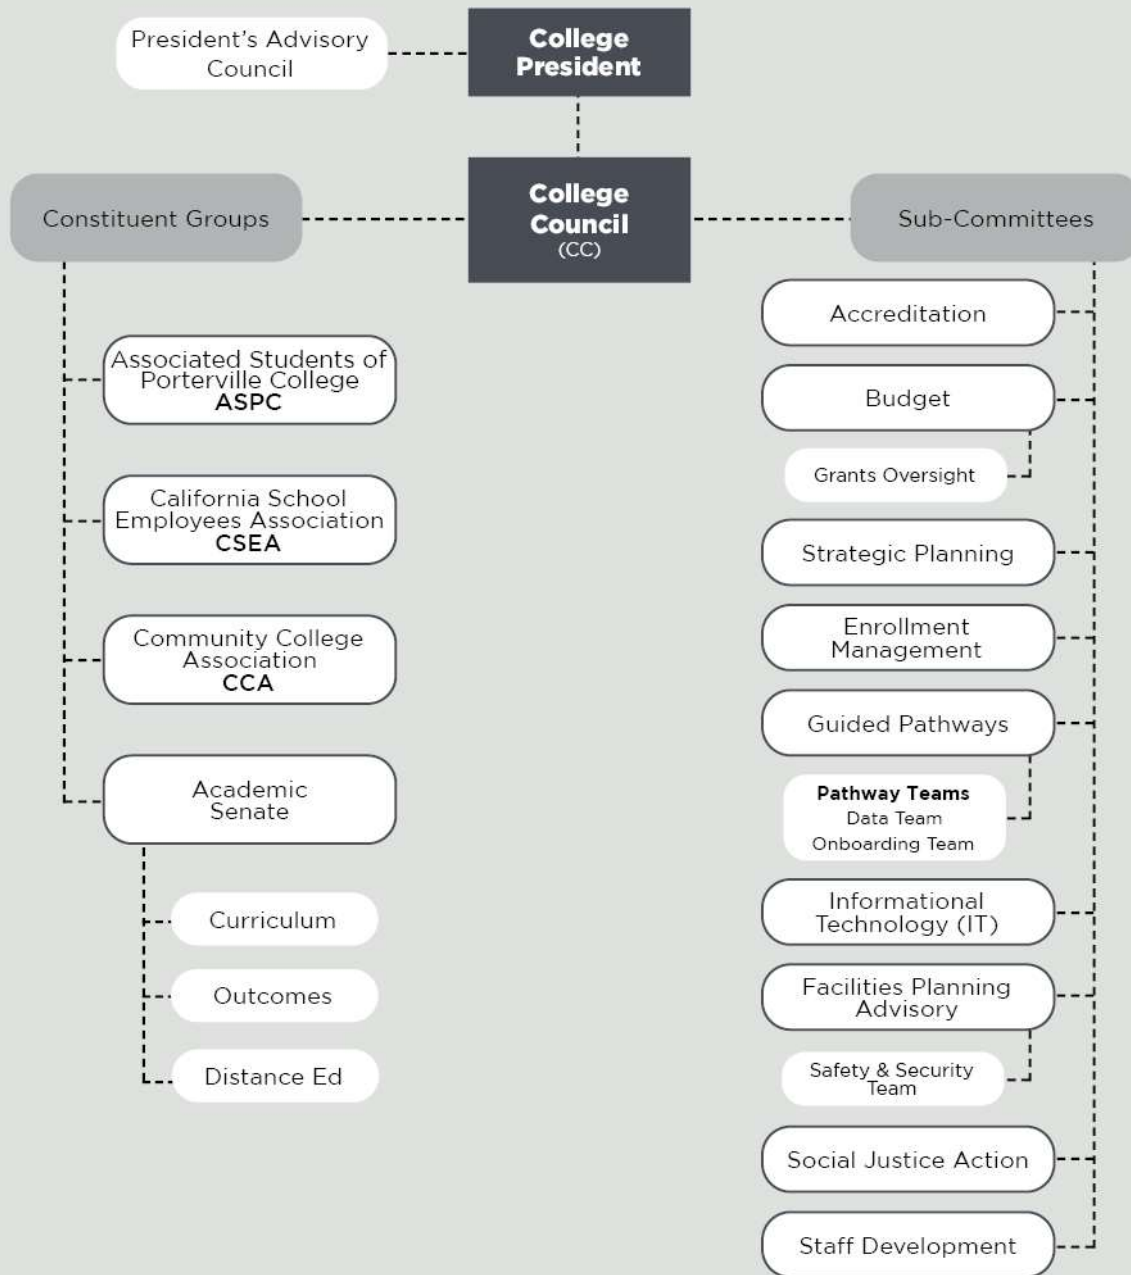 President's Advisory
Council
College
President
College
Council
(CC)
Constituent Groups
Sub-Committees
Associated Students of
Porterville College
ASPC
California School
Employees Association
CSEA
Community College
Association
CCA
Academic
Senate
Curriculum
Outcomes
Distance Ed
Accreditation
Budget
Grants Oversight
Strategic Planning
Enrollment
Management
Guided Pathways
Pathway Teams
Data Team
Onboarding Team
Informational
Technology (IT)
Facilities Planning
Advisory
Safety & Security
Team
Social Justice Action
Staff Development